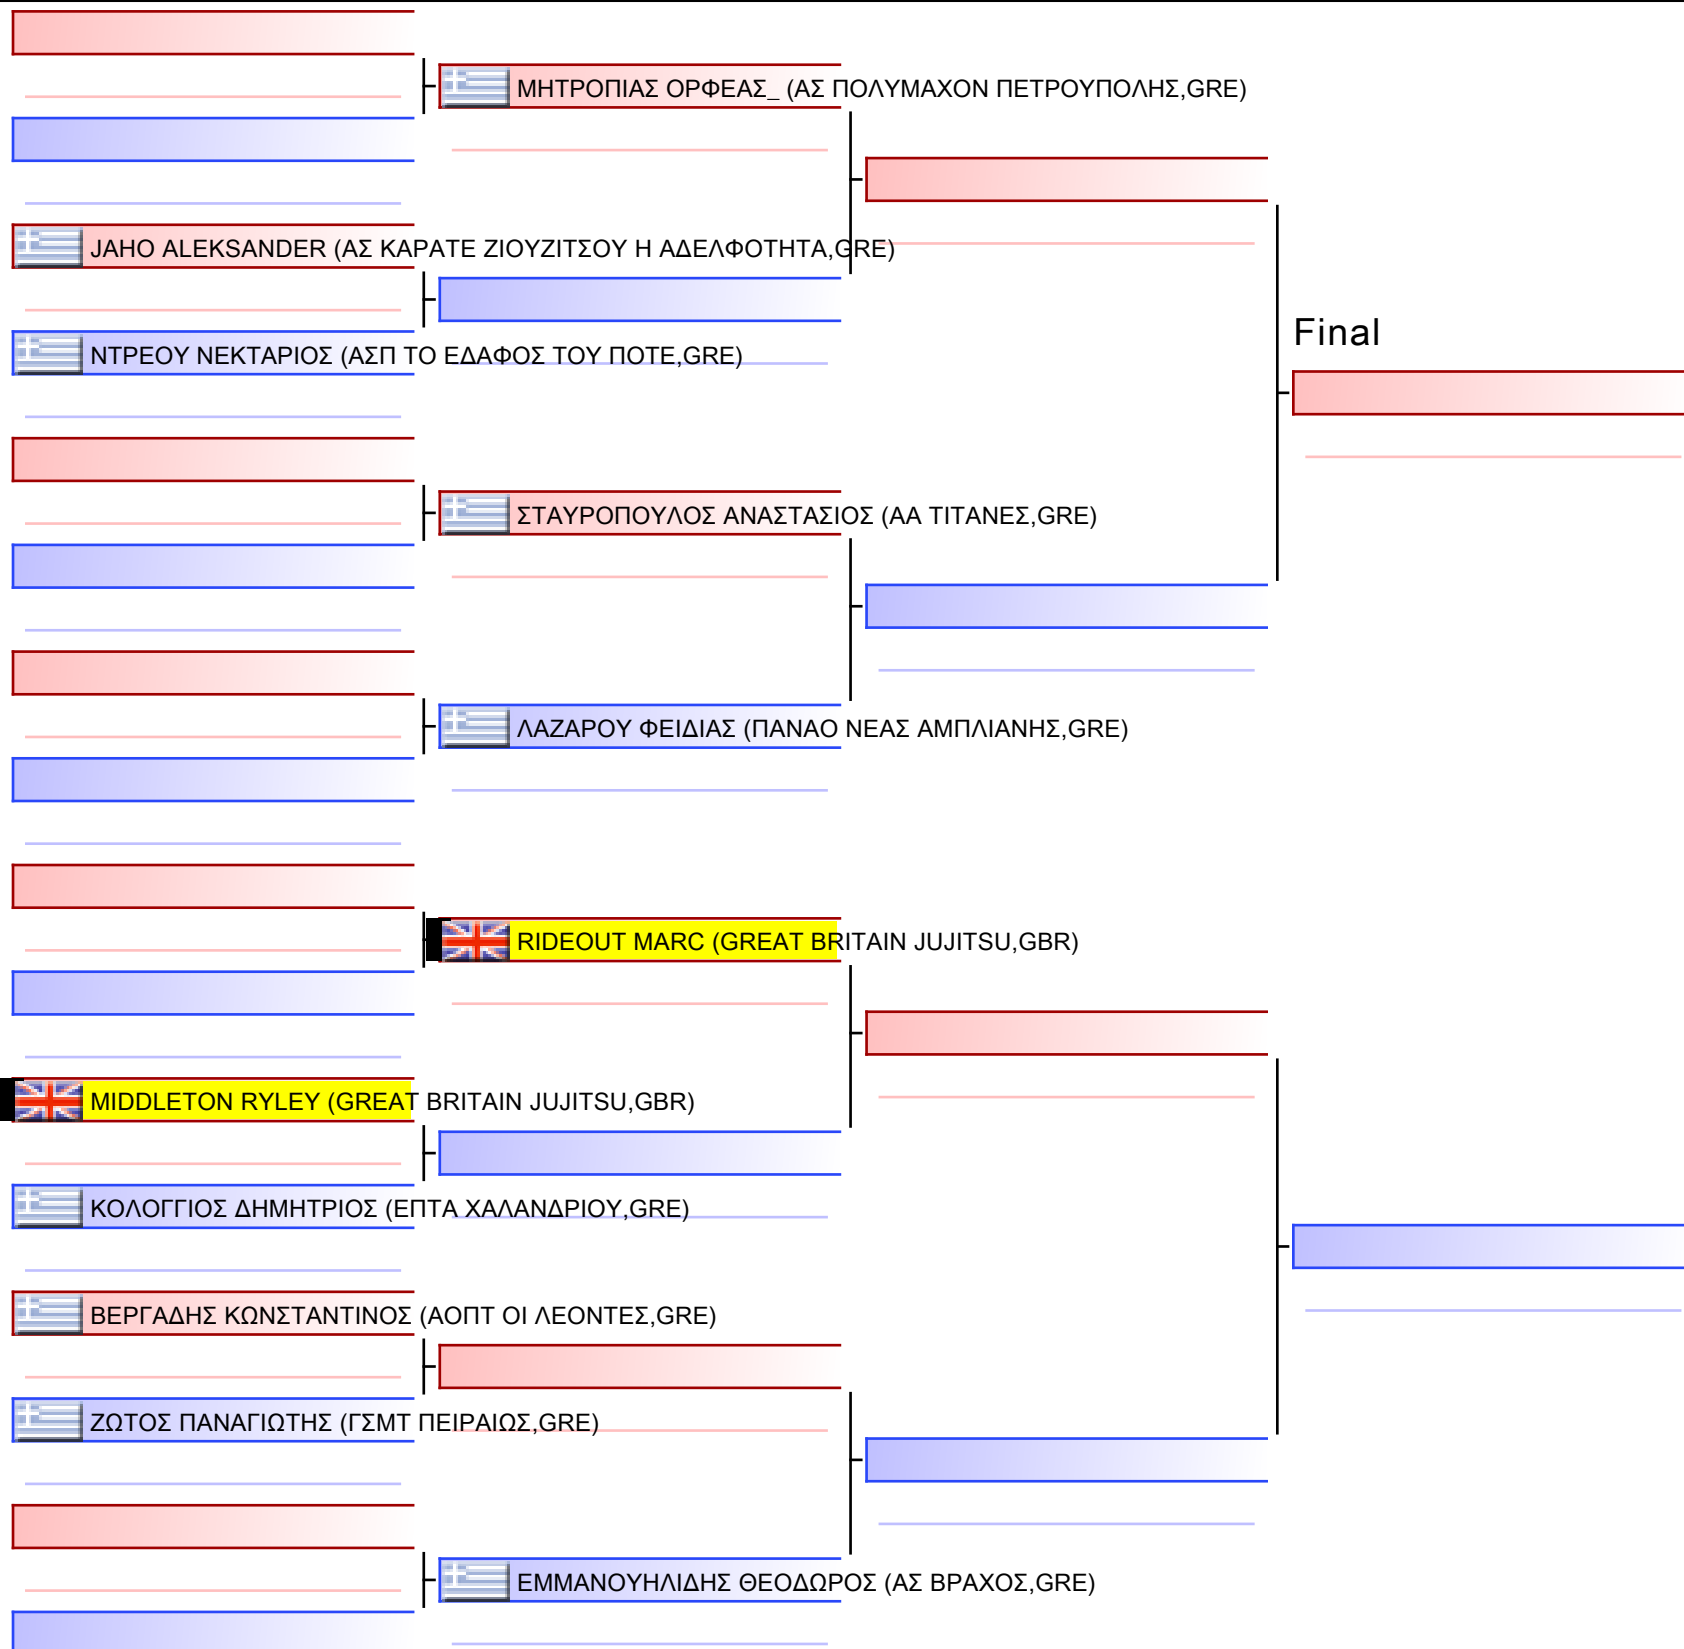 ΜΗΤΡΟΠΙΑΣ ΟΡΦΕΑΣ_ (ΑΣ ΠΟΛΥΜΑΧΟΝ ΠΕΤΡΟΥΠΟΛΗΣ,GRE)
JAHO ALEKSANDER (ΑΣ ΚΑΡΑΤΕ ΖΙΟΥΖΙΤΣΟΥ Η ΑΔΕΛΦΟΤΗΤΑ,GRE)
Final
ΝΤΡΕΟΥ ΝΕΚΤΑΡΙΟΣ (ΑΣΠ ΤΟ ΕΔΑΦΟΣ ΤΟΥ ΠΟΤΕ,GRE)
ΣΤΑΥΡΟΠΟΥΛΟΣ ΑΝΑΣΤΑΣΙΟΣ (ΑΑ ΤΙΤΑΝΕΣ,GRE)
ΛΑΖΑΡΟΥ ΦΕΙΔΙΑΣ (ΠΑΝΑΟ ΝΕΑΣ ΑΜΠΛΙΑΝΗΣ,GRE)
RIDEOUT MARC (GREAT BRITAIN JUJITSU,GBR)
MIDDLETON RYLEY (GREAT BRITAIN JUJITSU,GBR)
ΚΟΛΟΓΓΙΟΣ ΔΗΜΗΤΡΙΟΣ (ΕΠΤΑ ΧΑΛΑΝΔΡΙΟΥ,GRE)
ΒΕΡΓΑΔΗΣ ΚΩΝΣΤΑΝΤΙΝΟΣ (ΑΟΠΤ ΟΙ ΛΕΟΝΤΕΣ,GRE)
ΖΩΤΟΣ ΠΑΝΑΓΙΩΤΗΣ (ΓΣΜΤ ΠΕΙΡΑΙΩΣ,GRE)
ΕΜΜΑΝΟΥΗΛΙΔΗΣ ΘΕΟΔΩΡΟΣ (ΑΣ ΒΡΑΧΟΣ,GRE)